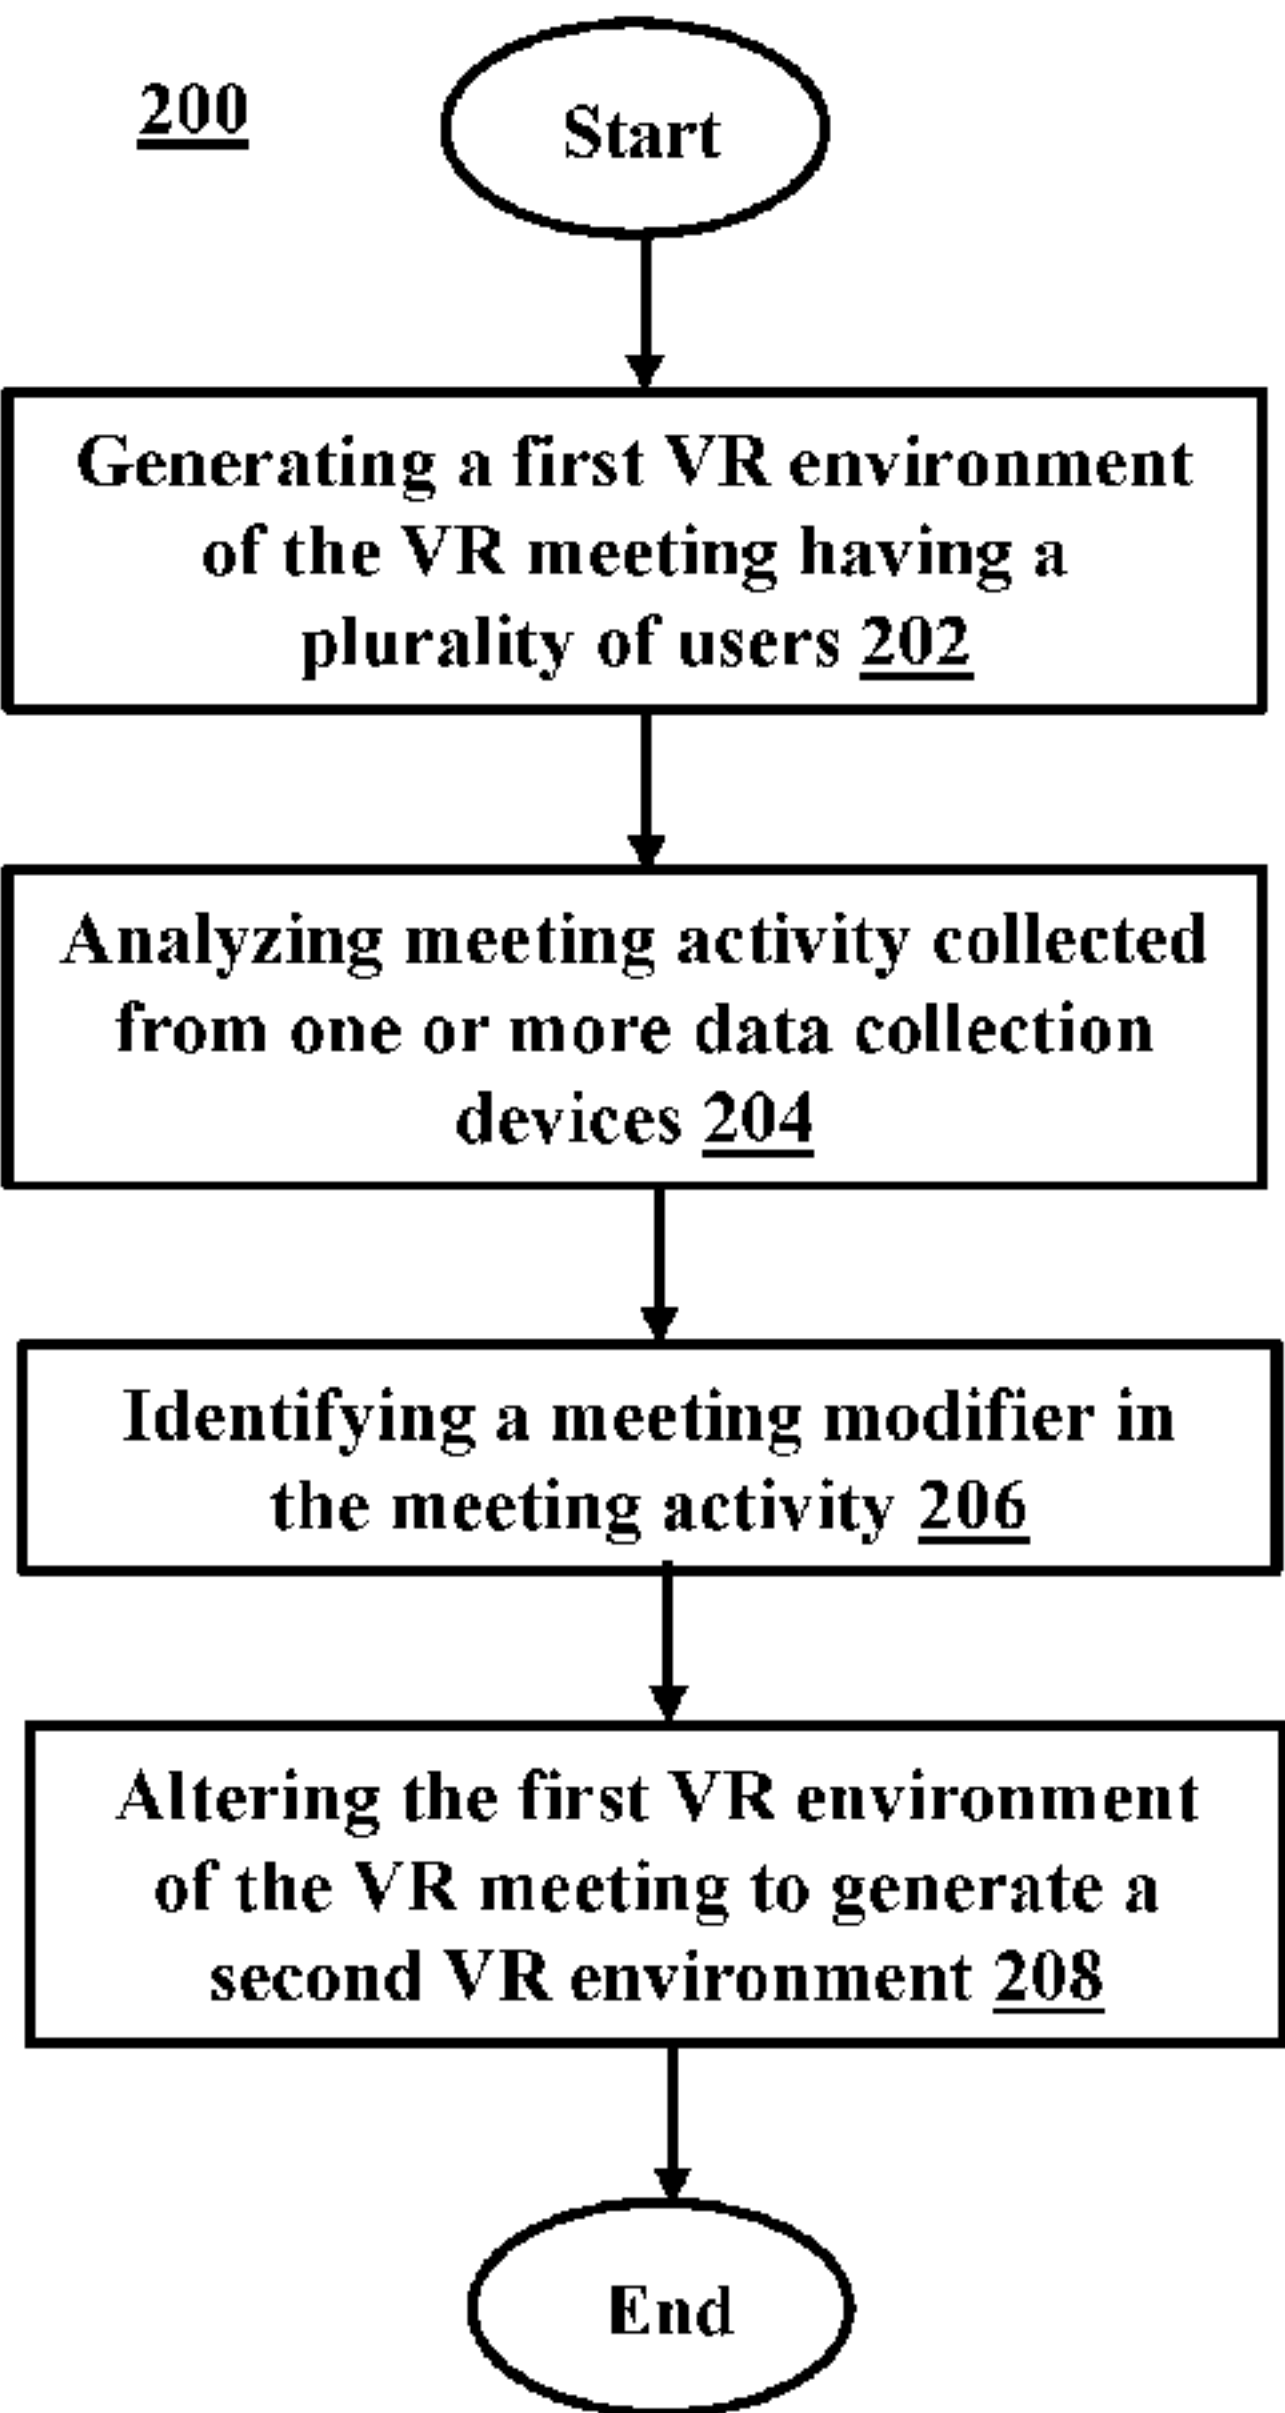 200
Start
Generating a first VR environment
of the VR meeting having a
plurality of users 202
Analyzing meeting activity collected
from one or more data collection
devices 204
Identifying a meeting modifier in
the meeting activity 206
Altering the first VR environment
of the VR meeting to generate a
second VR environment 208
End